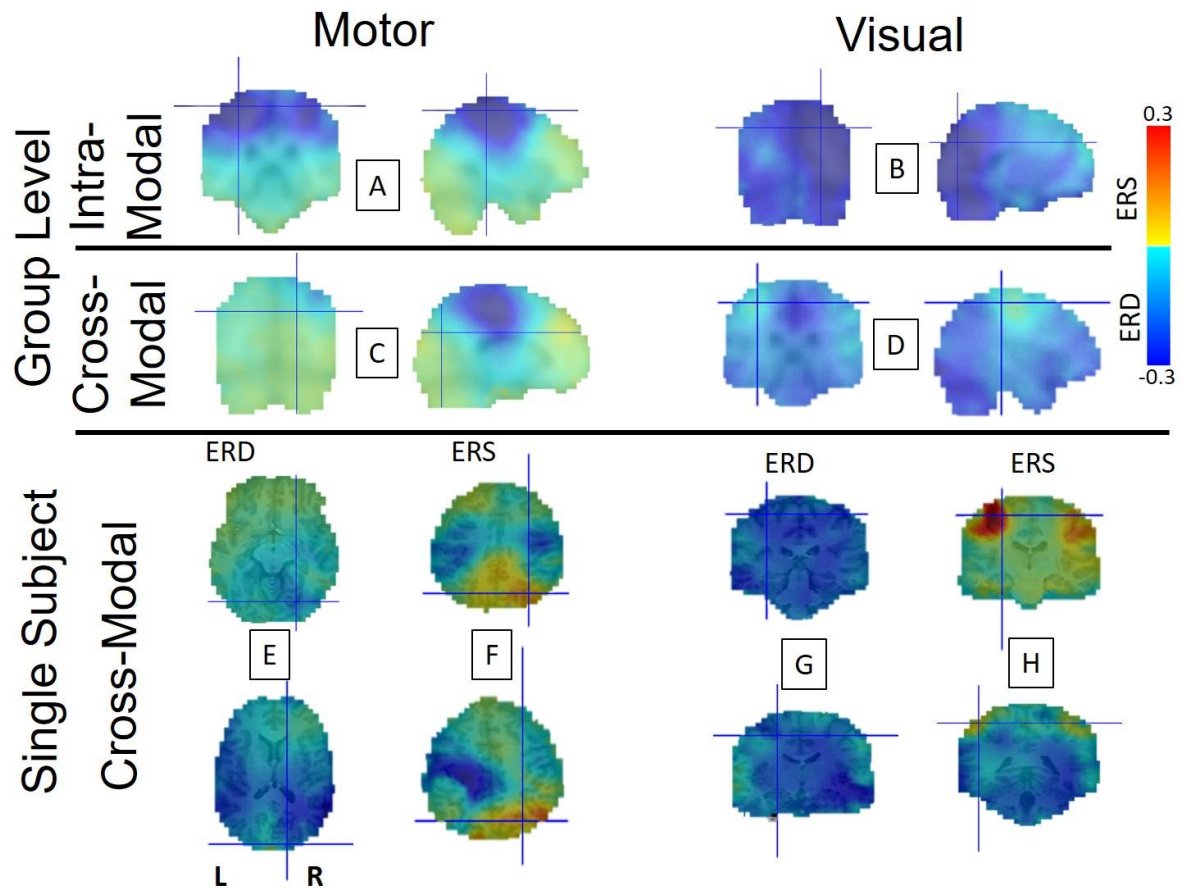 Motor
Visual
Group Level
Intra-
Modal
A
B
0.3
ERS
ERD
-0.3
Cross-
Modal
C
D
Single Subject
Cross-Modal
ERD
ERS
ERD
ERS
E
F
G
H
L
R